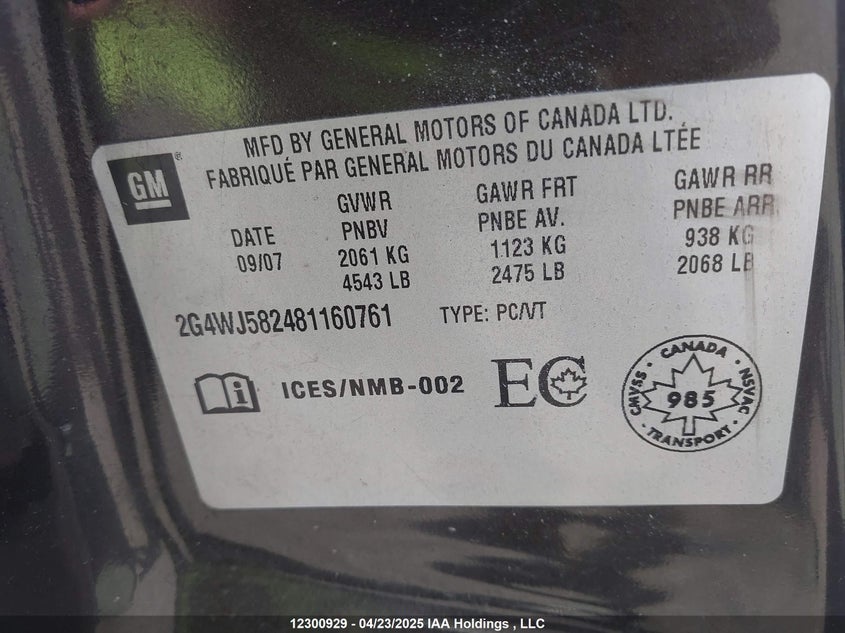 MFD BY GENERAL MOTORS OF CANADA LTD.
FABRIQUÉ PAR GENERAL MOTORS DU CANADA LTÉE
GM®
DATE
09/07
GVWR
PNBV
2061 KG
4543 LB
GAWR FRT
PNBE AV.
1123 KG
2475 LB
GAWR RR
PNBE ARR
938 KG
2068 LB
2G4WJ582481160761 TYPE: PC/VT
i ICES/NMB-002 EC
CANADA
CMVSS 985 NSVAC
TRANSPORT
12300929 - 04/23/2025 IAA Holdings , LLC